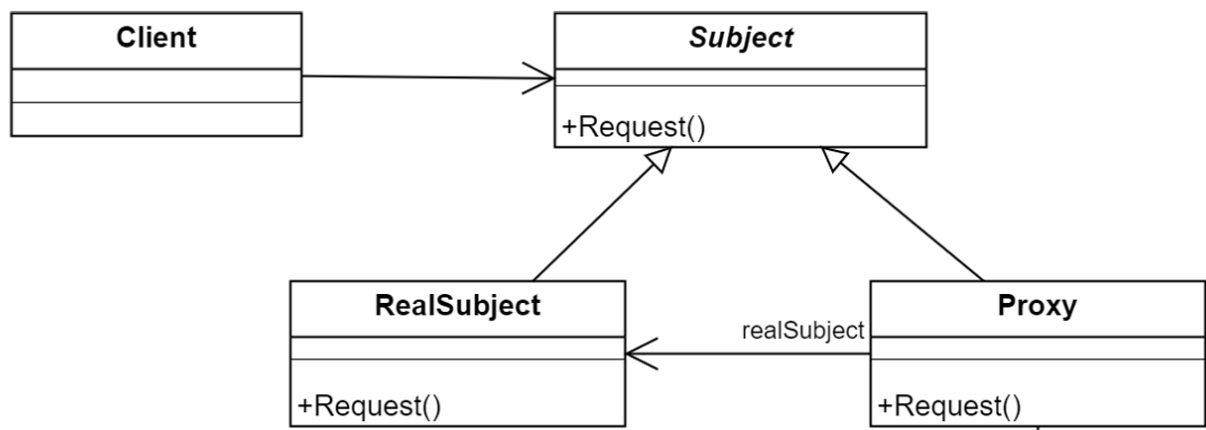 Client
Subject
+Request()
RealSubject
realSubject
Proxy
+Request()
+Request()